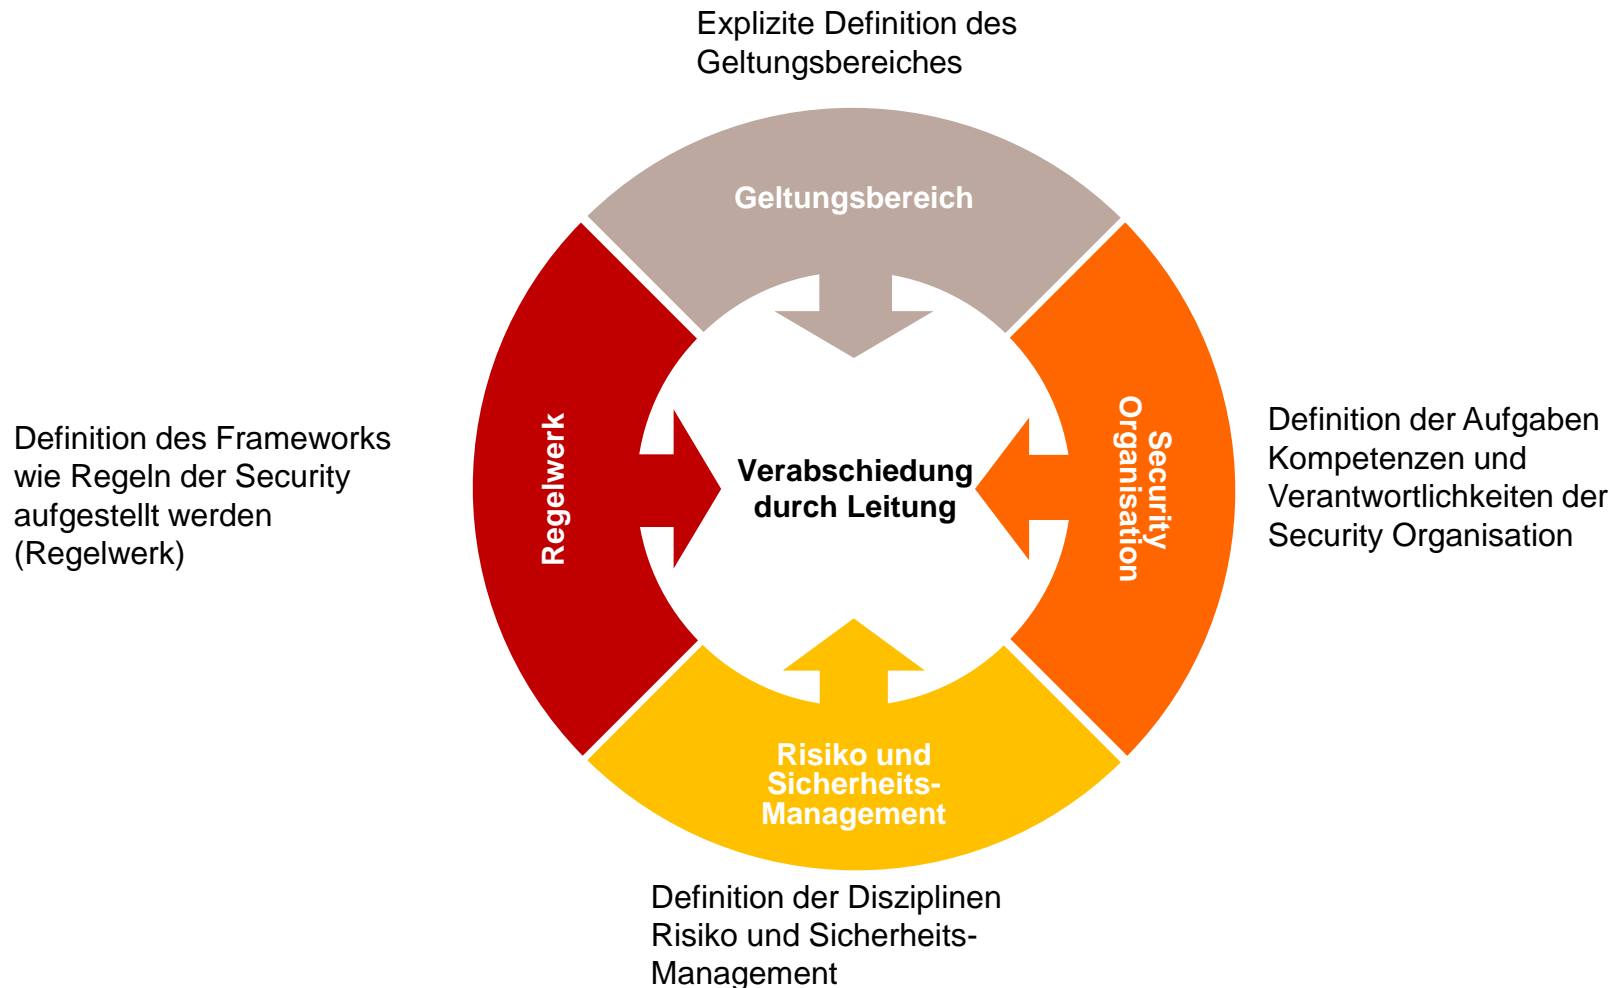 Explizite Definition des
Geltungsbereiches
Geltungsbereich
Definition des Frameworks
wie Regeln der Security
aufgestellt werden
(Regelwerk)
Regelwerk
Verabschiedung
durch Leitung
Security
Organisation
Definition der Aufgaben
Kompetenzen und
Verantwortlichkeiten der
Security Organisation
Risiko und
Sicherheits-
Management
Definition der Disziplinen
Risiko und Sicherheits-
Management